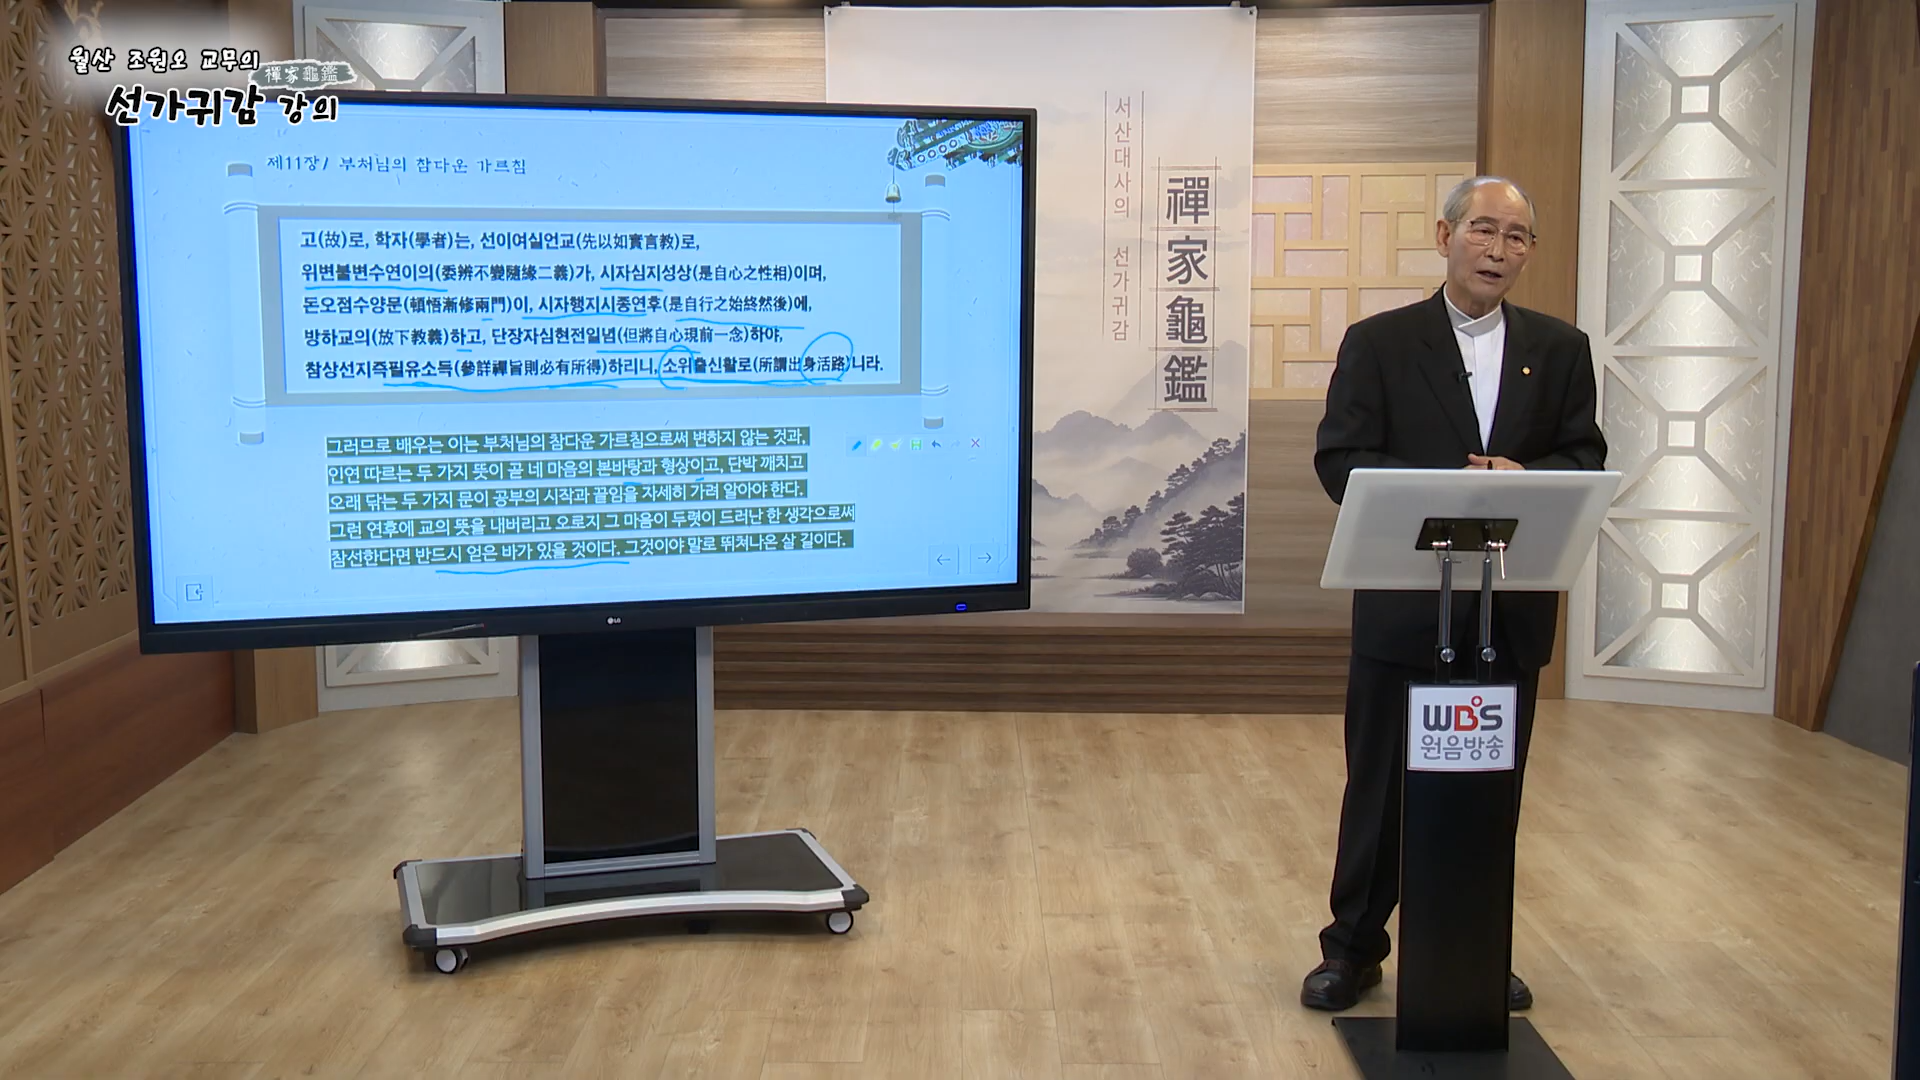 월산 조원오 교무의
선가귀감 강의
禪家龜鑑
제11장/ 부처님의 참다운 가르침
고(故)로, 학자(學者)는, 선이여실언교(先以如實言教)로,
위변불변수연이의(委辨不變隨緣二義)가, 시자심지성상(是自心之性相)이며,
돈오점수양문(頓悟漸修兩門)이, 시자행지시중연후(是自行之始終然後)에,
방하교의(放下教義)하고, 단장자심현전일념(但將自心現前一念)하야,
참상선지즉필유소득(參詳禪旨則必有所得)하리니, 소위출신활로(所謂出身活路)니라.
그러므로 배우는 이는 부처님의 참다운 가르침으로써 변하지 않는 것과,
인연 따르는 두 가지 뜻이 곧 네 마음의 본바탕과 형상이고, 단박 깨치고
오래 닦는 두 가지 문이 공부의 시작과 끝임을 자세히 가려 알아야 한다.
그런 연후에 교의 뜻을 내버리고 오로지 그 마음이 두렷이 드러난 한 생각으로써
참선한다면 반드시 얻은 바가 있을 것이다. 그것이야 말로 뛰쳐나온 살 길이다.
LG
서산대사의 선가귀감
禪家龜鑑
WBS
원음방송